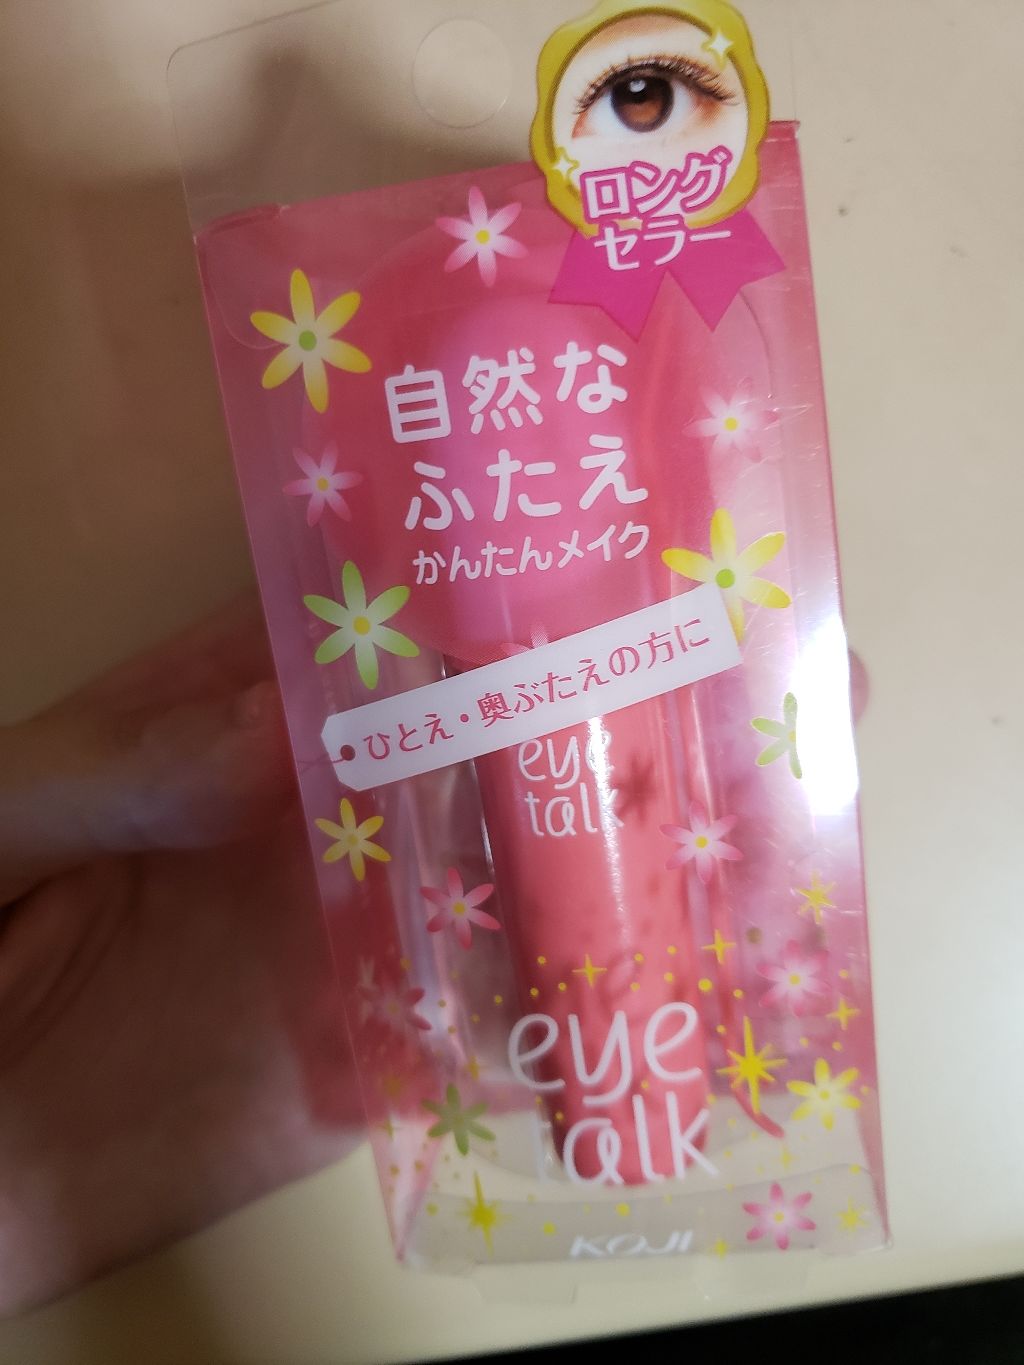 ロング
セラー
自然な
ふたえ
かんたんメイク
ひとえ・奥ぶたえの方に
eye
talk
eye
talk
KOJI